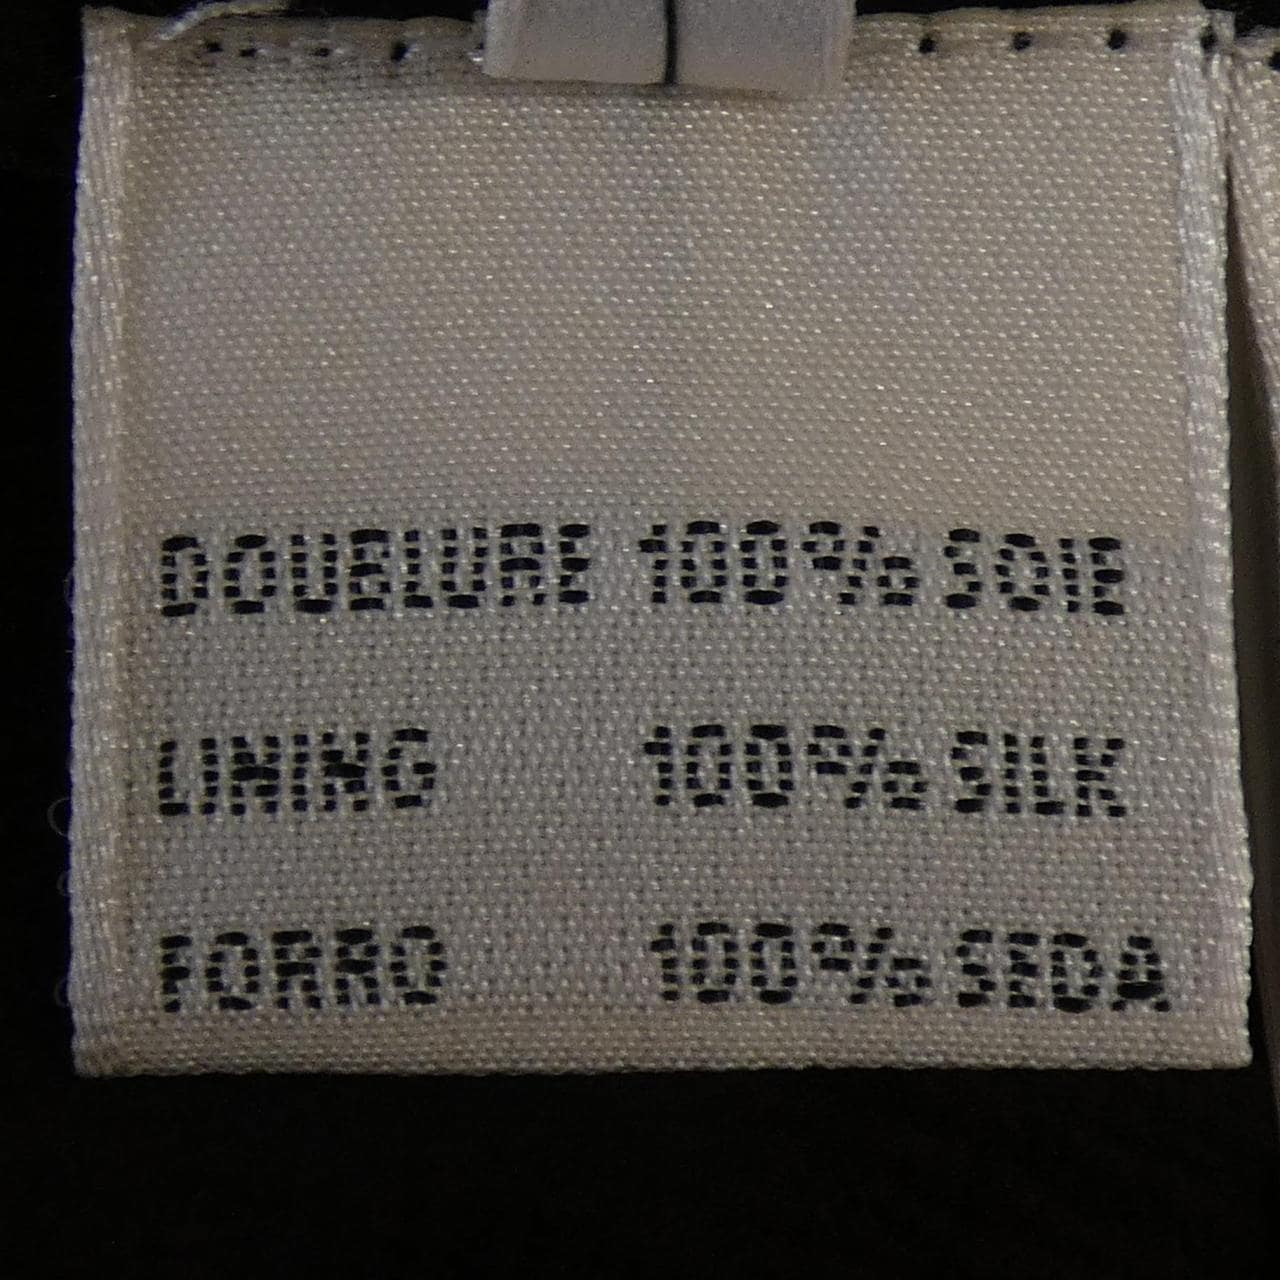 DOUBLURE 100% SOIE
LINING 100% SILK
FORRO 100% SEDA